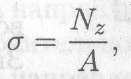 σ = N_z / A,